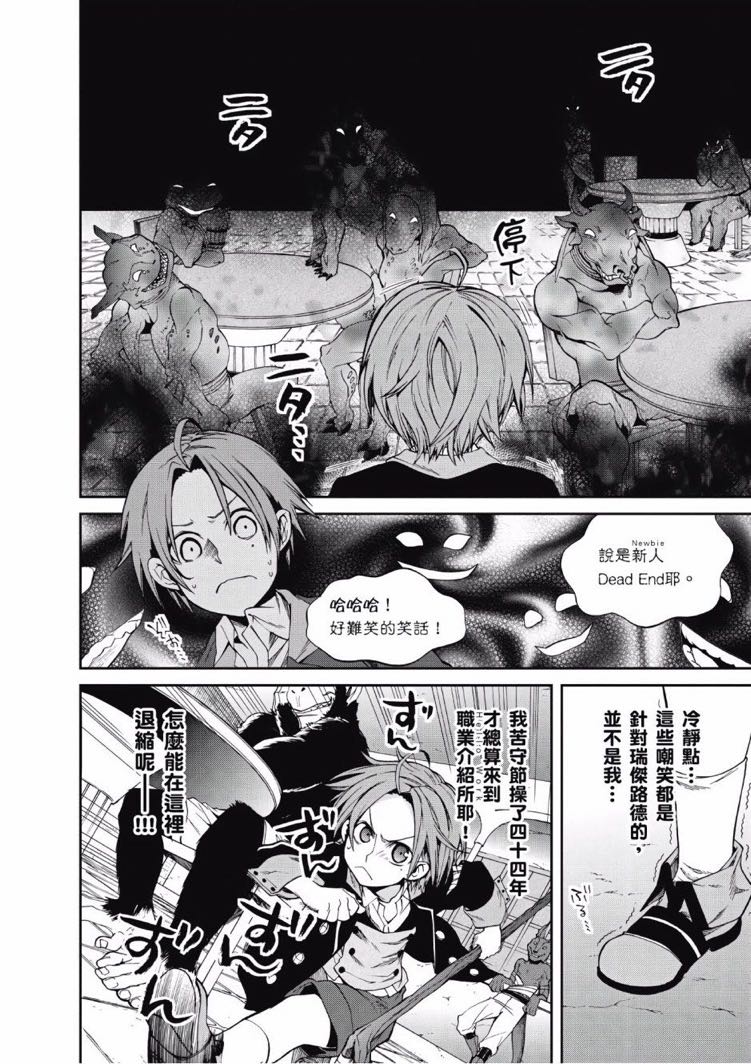 ニタ
ニタ
停下
ニタ…
Newbie
說是新人
Dead End耶。
哈哈哈！
好難笑的笑話！
冷靜點…
這些嘲笑都是
針對瑞傑路德的，
並不是我…
ぶる…
我苦守節操了四十四年
才總算來到
Hello Work
職業介紹所耶！
怎麼能在這裡
退縮呢——!!!
ずん
ずん
ずん